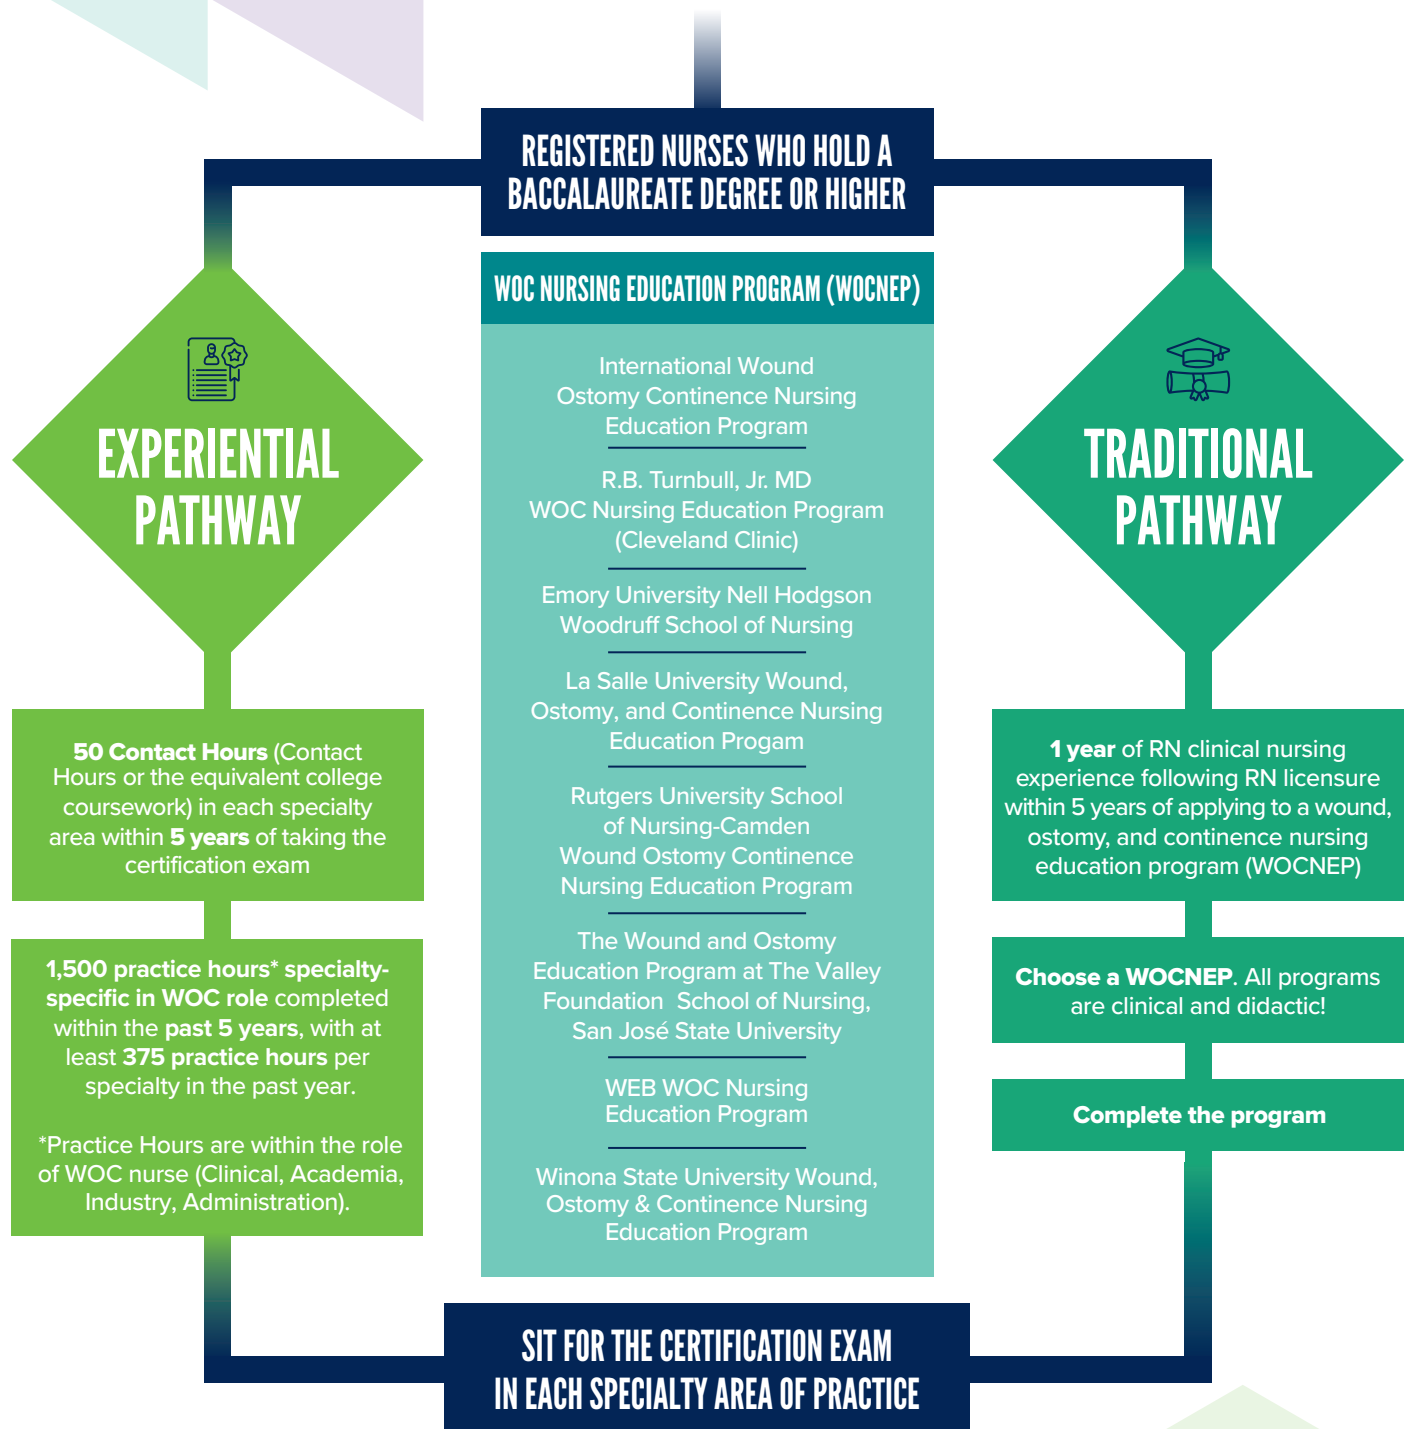 REGISTERED NURSES WHO HOLD A
BACCALAUREATE DEGREE OR HIGHER
EXPERIENTIAL
PATHWAY
50 Contact Hours (Contact
Hours or the equivalent college
coursework) in each specialty
area within 5 years of taking the
certification exam
1,500 practice hours* specialty-
specific in WOC role completed
within the past 5 years, with at
least 375 practice hours per
specialty in the past year.
*Practice Hours are within the role
of WOC nurse (Clinical, Academia,
Industry, Administration).
WOC NURSING EDUCATION PROGRAM (WOCNEP)
International Wound
Ostomy Continence Nursing
Education Program
R.B. Turnbull, Jr. MD
WOC Nursing Education Program
(Cleveland Clinic)
Emory University Nell Hodgson
Woodruff School of Nursing
La Salle University Wound,
Ostomy, and Continence Nursing
Education Progam
Rutgers University School
of Nursing-Camden
Wound Ostomy Continence
Nursing Education Program
The Wound and Ostomy
Education Program at The Valley
Foundation School of Nursing,
San José State University
WEB WOC Nursing
Education Program
Winona State University Wound,
Ostomy & Continence Nursing
Education Program
TRADITIONAL
PATHWAY
1 year of RN clinical nursing
experience following RN licensure
within 5 years of applying to a wound,
ostomy, and continence nursing
education program (WOCNEP)
Choose a WOCNEP. All programs
are clinical and didactic!
Complete the program
SIT FOR THE CERTIFICATION EXAM
IN EACH SPECIALTY AREA OF PRACTICE